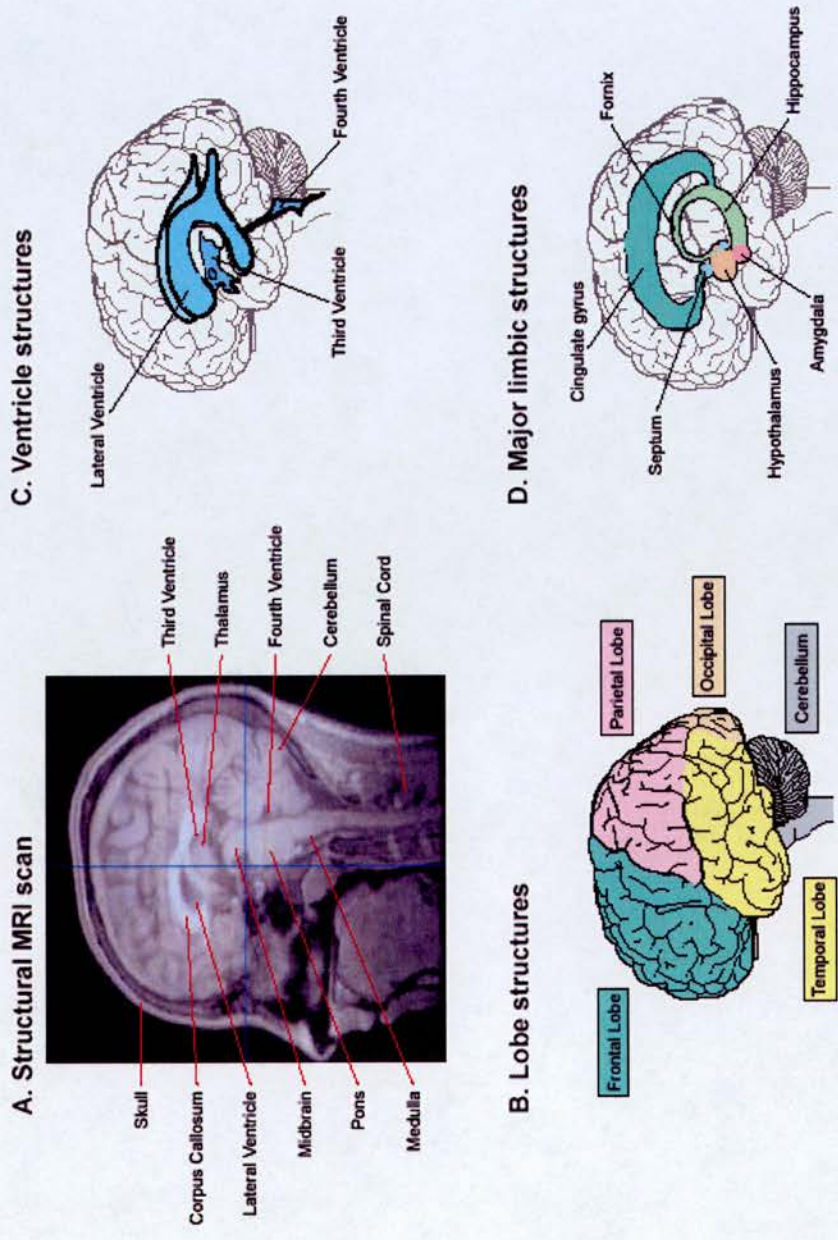 A. Structural MRI scan
Skull
Corpus Callosum
Lateral Ventricle
Midbrain
Pons
Medulla
Third Ventricle
Thalamus
Fourth Ventricle
Cerebellum
Spinal Cord
B. Lobe structures
Frontal Lobe
Temporal Lobe
Parietal Lobe
Occipital Lobe
Cerebellum
C. Ventricle structures
Lateral Ventricle
Third Ventricle
Fourth Ventricle
D. Major limbic structures
Cingulate gyrus
Septum
Hypothalamus
Amygdala
Fornix
Hippocampus